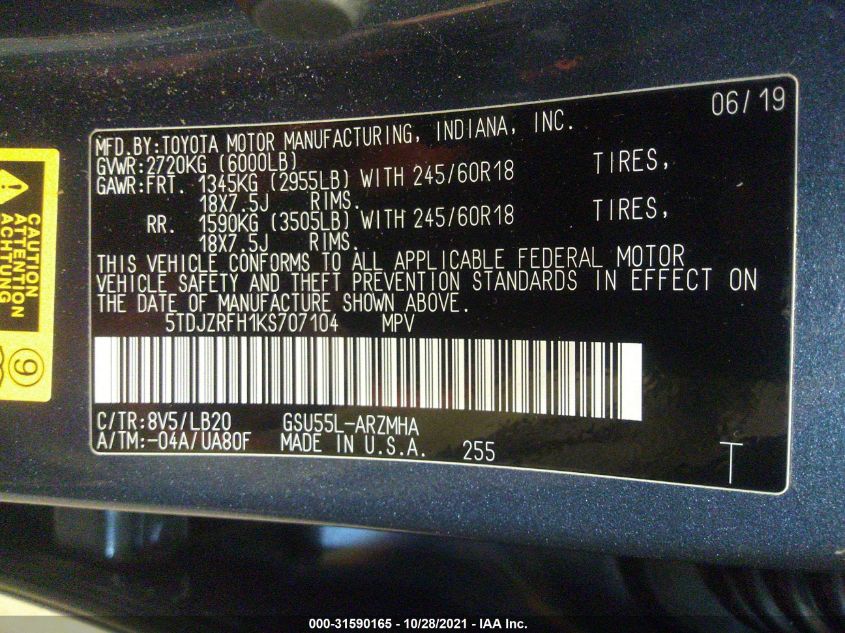 06/19
MFD.BY:TOYOTA MOTOR MANUFACTURING, INDIANA, INC.
GVWR:2720KG (6000LB)
GAWR:FRT. 1345KG (2955LB) WITH 245/60R18 TIRES,
18X7.5J RIMS.
RR. 1590KG (3505LB) WITH 245/60R18 TIRES,
18X7.5J RIMS.
THIS VEHICLE CONFORMS TO ALL APPLICABLE FEDERAL MOTOR
VEHICLE SAFETY AND THEFT PREVENTION STANDARDS IN EFFECT ON
THE DATE OF MANUFACTURE SHOWN ABOVE.
5TDJZRFH1KS707104 MPV
C/TR:8V5/LB20 GSU55L-ARZMHA
A/TM:-04A/UA80F MADE IN U.S.A. 255
T
CAUTION
ATTENTION
ACHTUNG
9
000-31590165 - 10/28/2021 - IAA Inc.